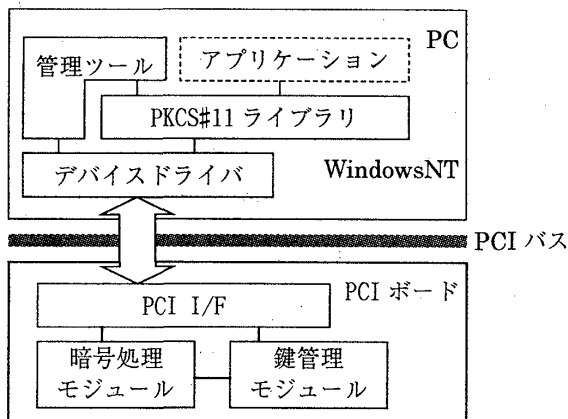 PC
管理ツール
アプリケーション
PKCS#11 ライブラリ
WindowsNT
デバイスドライバ
PCI バス
PCI ボード
PCI I/F
暗号処理
モジュール
鍵管理
モジュール